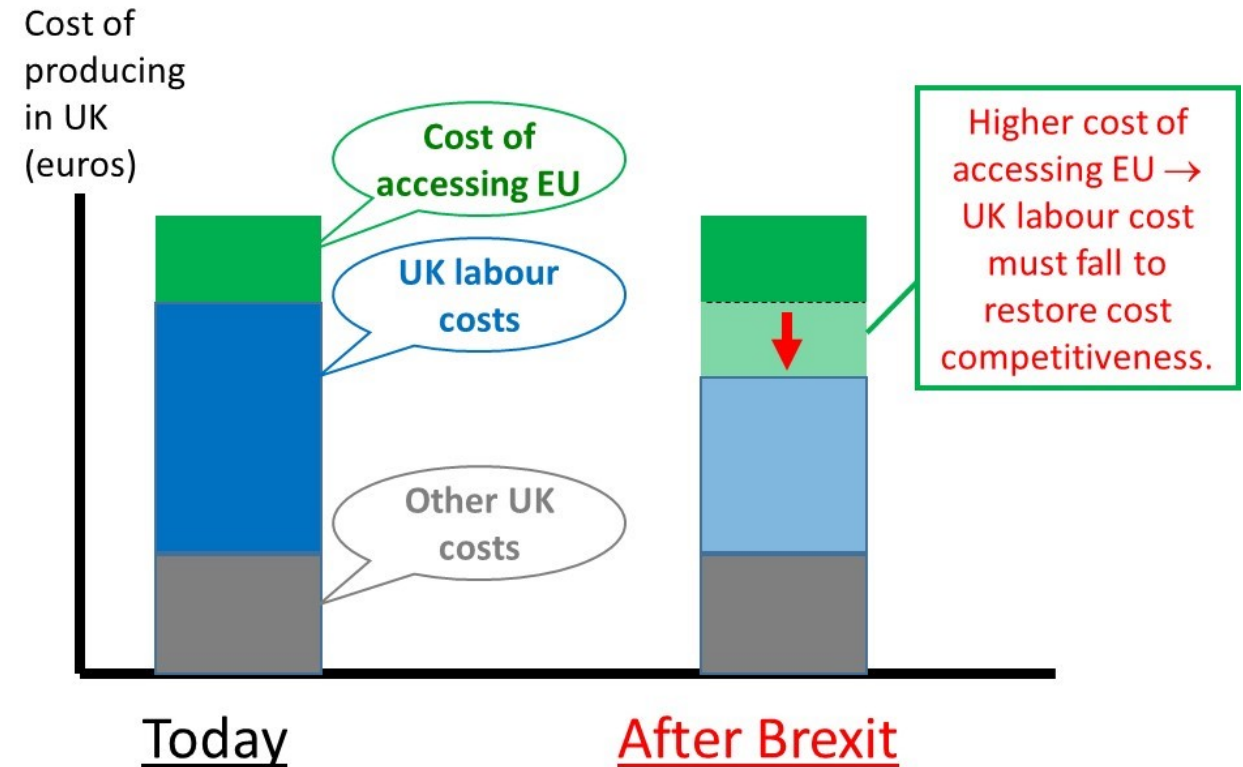 Cost of
producing
in UK
(euros)
Cost of
accessing EU
UK labour
costs
Other UK
costs
Higher cost of
accessing EU →
UK labour cost
must fall to
restore cost
competitiveness.
Today
After Brexit